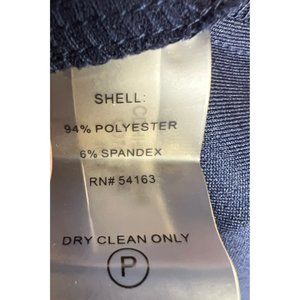 SHELL:
94% POLYESTER
6% SPANDEX
RN# 54163
DRY CLEAN ONLY
P